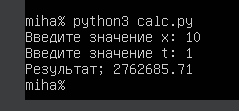 miha% python3 calc.py
Введите значение x: 10
Введите значение t: 1
Результат; 2762685.71
miha%